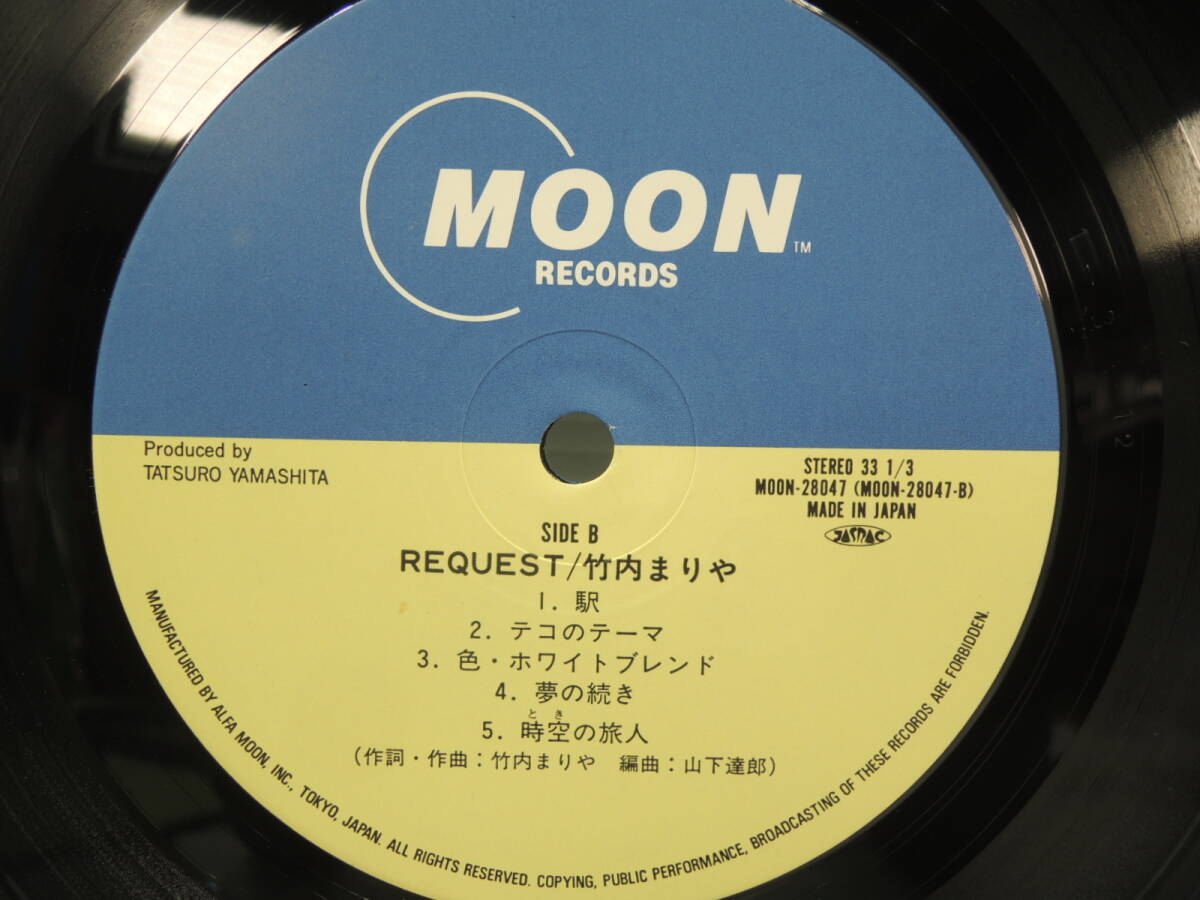 MOON™
RECORDS
Produced by
TATSURO YAMASHITA
STEREO 33 1/3
MOON-28047 (MOON-28047-B)
MADE IN JAPAN
JASRAC
SIDE B
REQUEST/竹内まりや
1. 駅
2. テコのテーマ
3. 色・ホワイトブレンド
4. 夢の続き
とき
5. 時空の旅人
(作詞・作曲:竹内まりや 編曲:山下達郎)
MANUFACTURED BY ALFA MOON, INC., TOKYO, JAPAN. ALL RIGHTS RESERVED. COPYING, PUBLIC PERFORMANCE, BROADCASTING OF THESE RECORDS ARE FORBIDDEN.